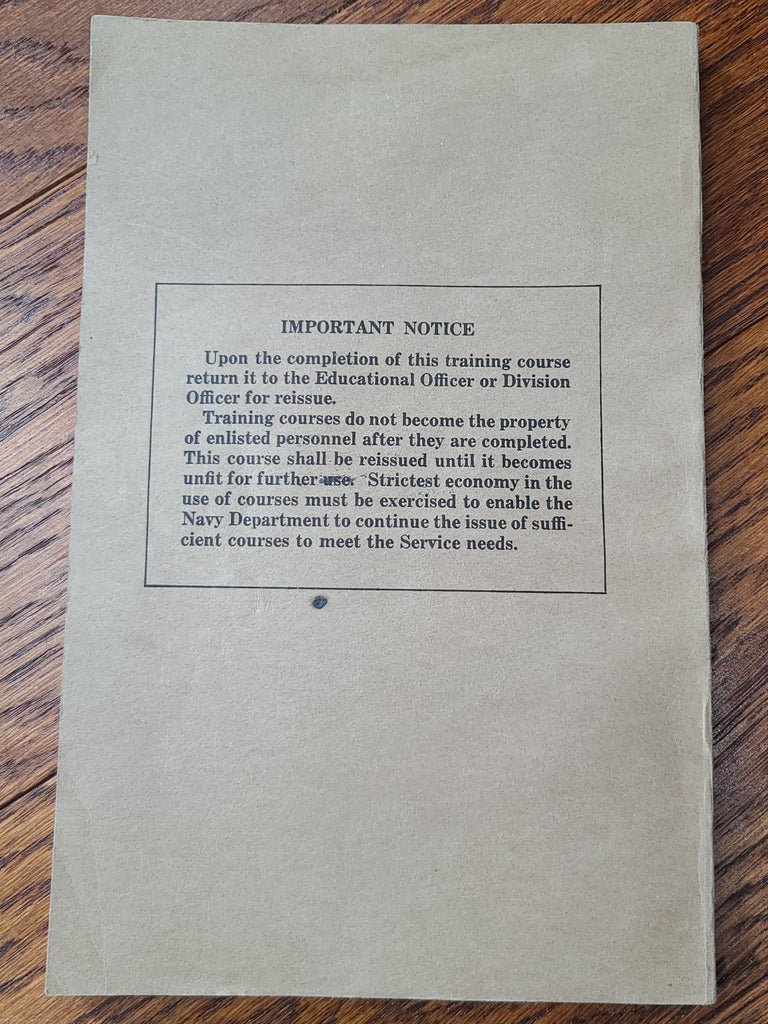 IMPORTANT NOTICE
Upon the completion of this training course
return it to the Educational Officer or Division
Officer for reissue.
Training courses do not become the property
of enlisted personnel after they are completed.
This course shall be reissued until it becomes
unfit for further use. Strictest economy in the
use of courses must be exercised to enable the
Navy Department to continue the issue of suffi-
cient courses to meet the Service needs.